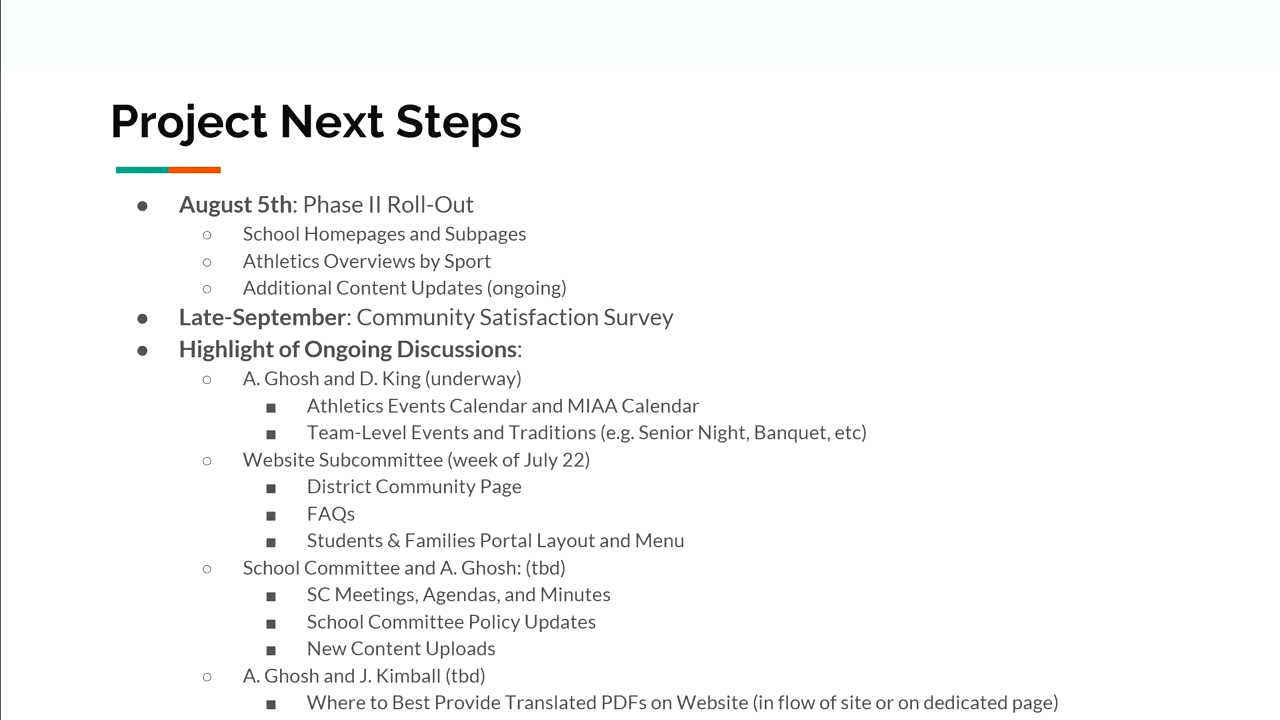 Project Next Steps
● August 5th: Phase II Roll-Out
○ School Homepages and Subpages
○ Athletics Overviews by Sport
○ Additional Content Updates (ongoing)
● Late-September: Community Satisfaction Survey
● Highlight of Ongoing Discussions:
○ A. Ghosh and D. King (underway)
■ Athletics Events Calendar and MIAA Calendar
■ Team-Level Events and Traditions (e.g. Senior Night, Banquet, etc)
○ Website Subcommittee (week of July 22)
■ District Community Page
■ FAQs
■ Students & Families Portal Layout and Menu
○ School Committee and A. Ghosh: (tbd)
■ SC Meetings, Agendas, and Minutes
■ School Committee Policy Updates
■ New Content Uploads
○ A. Ghosh and J. Kimball (tbd)
■ Where to Best Provide Translated PDFs on Website (in flow of site or on dedicated page)